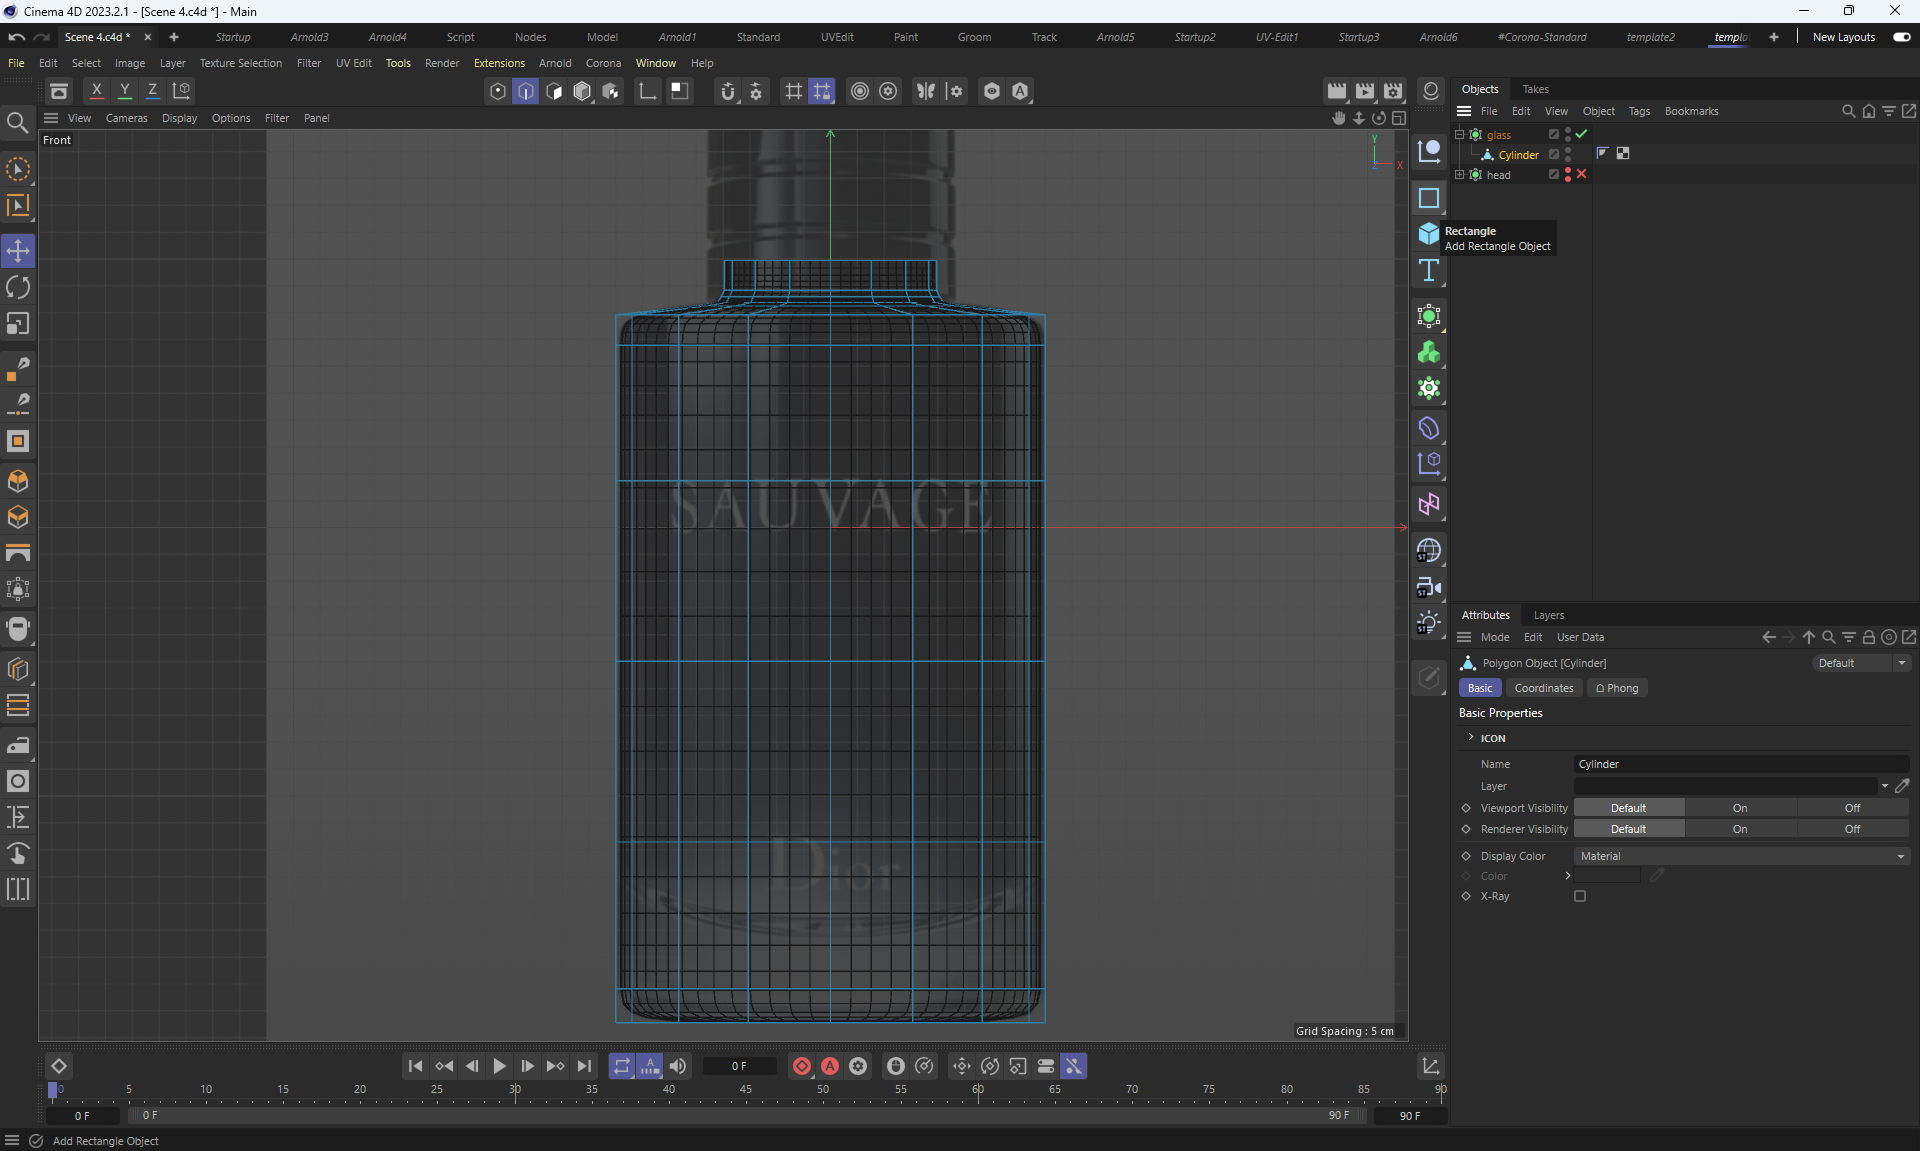 Cinema 4D 2023.2.1 - [Scene 4.c4d *] - Main
Scene 4.c4d * Startup Arnold3 Arnold4 Script Nodes Model Arnold1 Standard UVEdit Paint Groom Track Arnold5 Startup2 UV-Edit1 Startup3 Arnold6 #Corona-Standard template2 templa New Layouts
File Edit Select Image Layer Texture Selection Filter UV Edit Tools Render Extensions Arnold Corona Window Help
X Y Z
View Cameras Display Options Filter Panel
Front
Y
X
Z
SAUVAGE
Dior
Grid Spacing : 5 cm
Objects Takes
File Edit View Object Tags Bookmarks
glass
Cylinder
head
Rectangle
Add Rectangle Object
T
ST
ST
ST
Attributes Layers
Mode Edit User Data
Polygon Object [Cylinder] Default
Basic Coordinates Phong
Basic Properties
ICON
Name Cylinder
Layer
Viewport Visibility Default On Off
Renderer Visibility Default On Off
Display Color Material
Color
X-Ray
A 0 F A
0 5 10 15 20 25 30 35 40 45 50 55 60 65 70 75 80 85 90
0 F 0 F 90 F 90 F
Add Rectangle Object